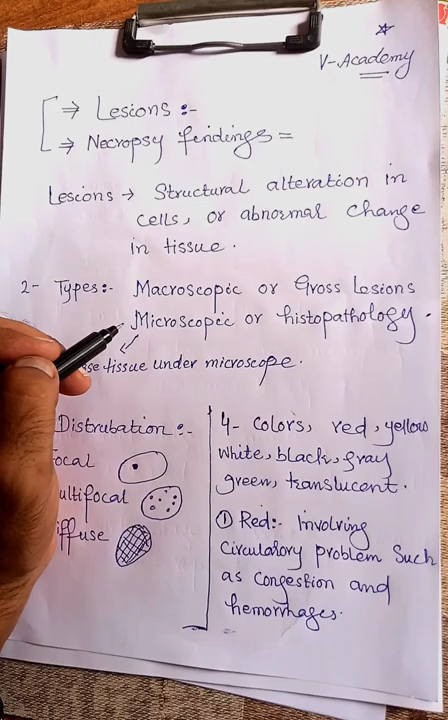 V-Academy
→ Lesions :-
→ Necropsy findings =
Lesions → Structural alteration in
cells, or abnormal change
in tissue.
2- Types:- Macroscopic or Gross Lesions
Microscopic or histopathology.
tissue under microscope.
Distrubation :-
focal
ultifocal
iffuse
4- Colors, red, yellow
white, black, gray
green, translucent.
① Red:- Involving
Circulalory problem Such
as Congestion and
hemorrhages.